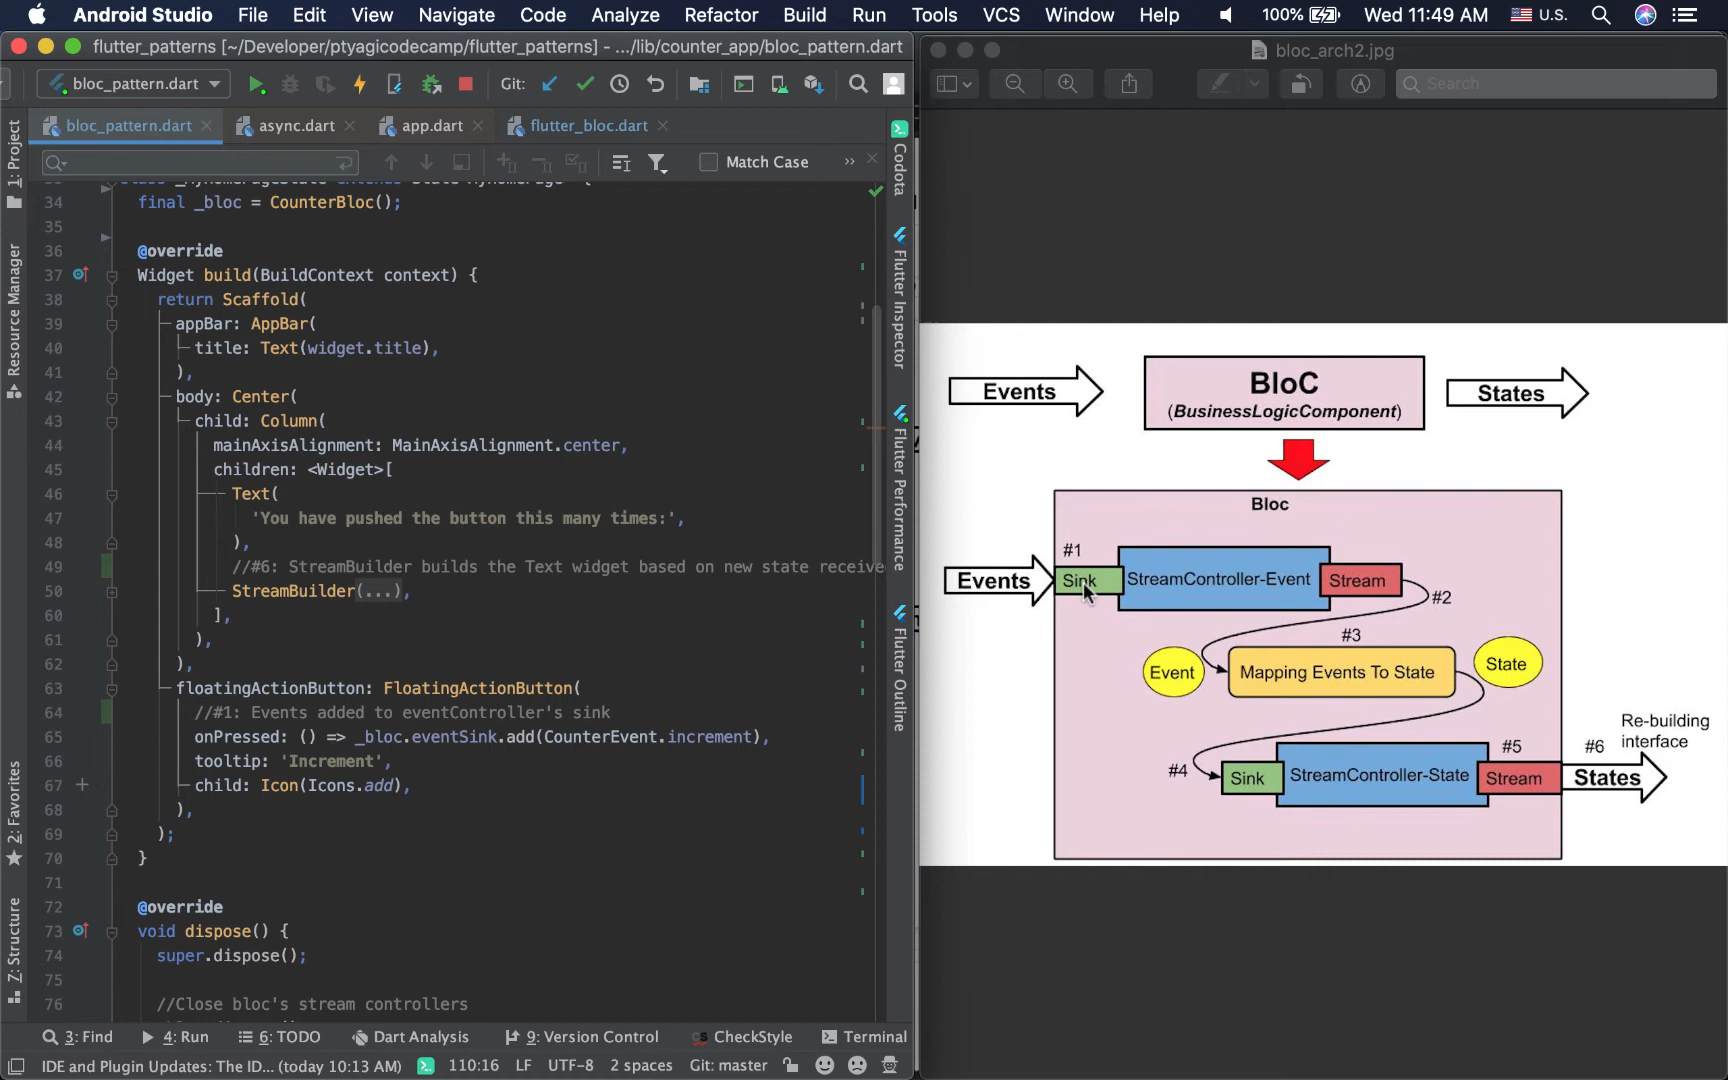 Android Studio File Edit View Navigate Code Analyze Refactor Build Run Tools VCS Window Help 100% Wed 11:49 AM U.S.
flutter_patterns [~/Developer/ptyagicodecamp/flutter_patterns] - .../lib/counter_app/bloc_pattern.dart
bloc_pattern.dart Git:
bloc_pattern.dart async.dart app.dart flutter_bloc.dart
Match Case
34 final _bloc = CounterBloc();
35
36 @override
37 Widget build(BuildContext context) {
38 return Scaffold(
39 appBar: AppBar(
40 title: Text(widget.title),
41 ),
42 body: Center(
43 child: Column(
44 mainAxisAlignment: MainAxisAlignment.center,
45 children: <Widget>[
46 Text(
47 'You have pushed the button this many times:',
48 ),
49 //#6: StreamBuilder builds the Text widget based on new state receive
50 StreamBuilder(...),
60 ],
61 ),
62 ),
63 floatingActionButton: FloatingActionButton(
64 //#1: Events added to eventController's sink
65 onPressed: () => _bloc.eventSink.add(CounterEvent.increment),
66 tooltip: 'Increment',
67 child: Icon(Icons.add),
68 ),
69 );
70 }
71
72 @override
73 void dispose() {
74 super.dispose();
75
76 //Close bloc's stream controllers
1: Project
Resource Manager
2: Favorites
Z: Structure
Codota
Flutter Inspector
Flutter Performance
Flutter Outline
3: Find 4: Run 6: TODO Dart Analysis 9: Version Control CheckStyle Terminal
IDE and Plugin Updates: The ID... (today 10:13 AM) 110:16 LF UTF-8 2 spaces Git: master
bloc_arch2.jpg
Search
Events
BloC
(BusinessLogicComponent)
States
Bloc
#1
Events
Sink
StreamController-Event
Stream
#2
#3
Event
Mapping Events To State
State
#4
Sink
StreamController-State
#5
Stream
#6
States
Re-building
interface